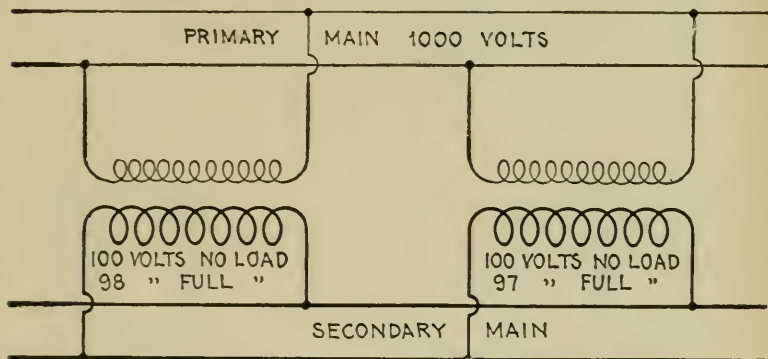 PRIMARY MAIN 1000 VOLTS
100 VOLTS NO LOAD
98 " FULL "
100 VOLTS NO LOAD
97 " FULL "
SECONDARY MAIN